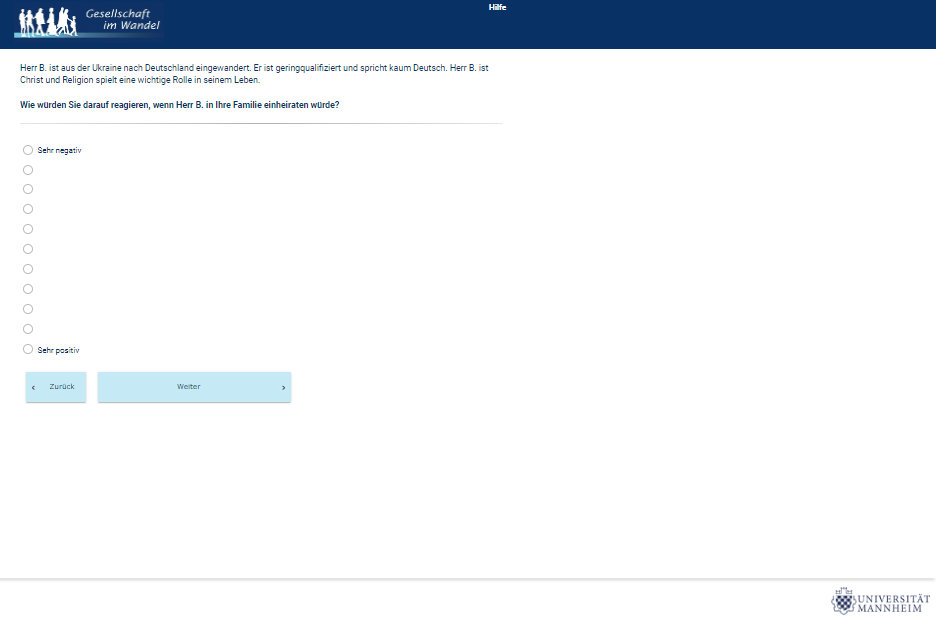 Gesellschaft
im Wandel
Hilfe
Herr B. ist aus der Ukraine nach Deutschland eingewandert. Er ist geringqualifiziert und spricht kaum Deutsch. Herr B. ist
Christ und Religion spielt eine wichtige Rolle in seinem Leben.
Wie würden Sie darauf reagieren, wenn Herr B. in Ihre Familie einheiraten würde?
Sehr negativ
Sehr positiv
‹ Zurück
Weiter ›
UNIVERSITÄT
MANNHEIM